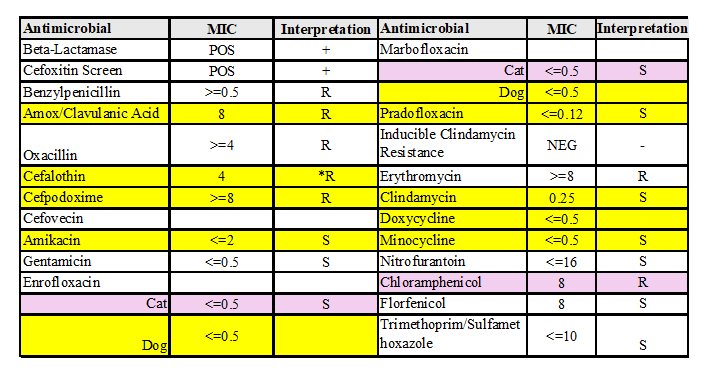 Antimicrobial MIC Interpretation Antimicrobial MIC Interpretation
Beta-Lactamase POS + Marbofloxacin
Cefoxitin Screen POS + Cat <=0.5 S
Benzylpenicillin >=0.5 R Dog <=0.5
Amox/Clavulanic Acid 8 R Pradofloxacin <=0.12 S
Oxacillin >=4 R Inducible Clindamycin
Resistance NEG -
Cefalothin 4 *R Erythromycin >=8 R
Cefpodoxime >=8 R Clindamycin 0.25 S
Cefovecin Doxycycline <=0.5
Amikacin <=2 S Minocycline <=0.5 S
Gentamicin <=0.5 S Nitrofurantoin <=16 S
Enrofloxacin Chloramphenicol 8 R
Cat <=0.5 S Florfenicol 8 S
Dog <=0.5 Trimethoprim/Sulfamet
hoxazole <=10 S